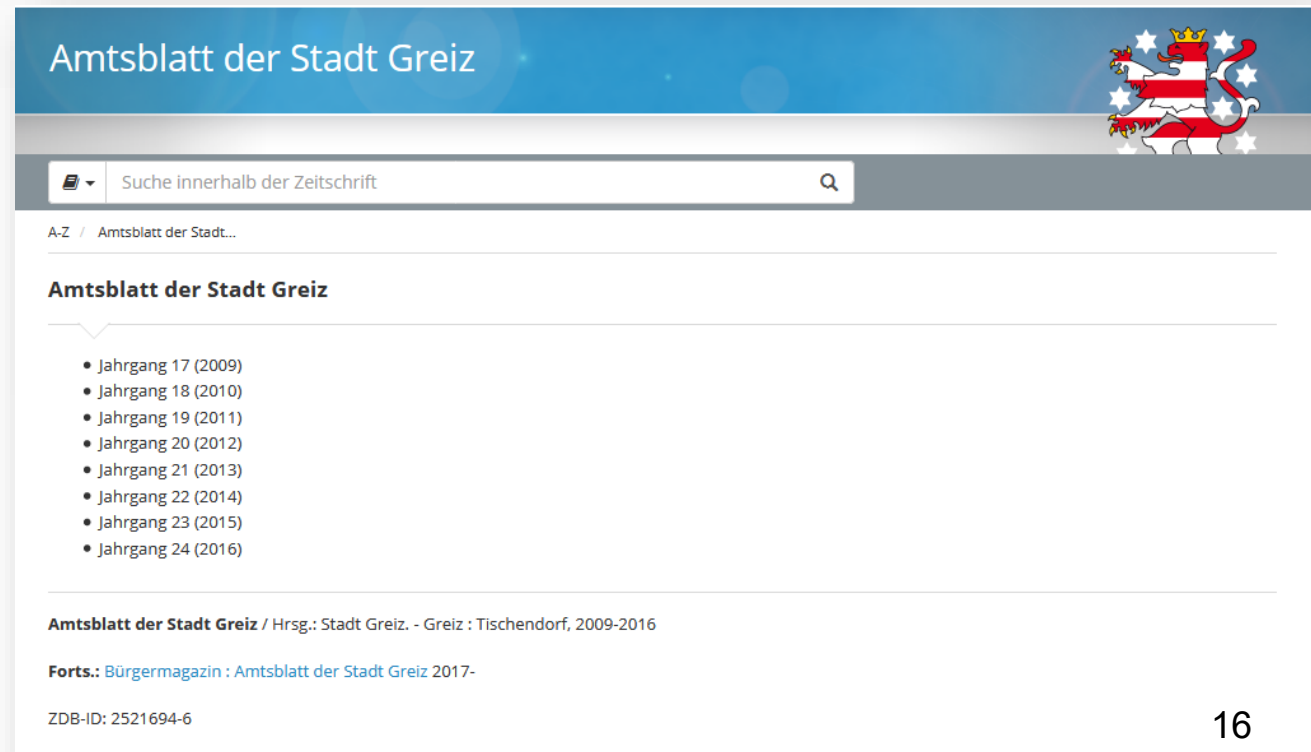 Amtsblatt der Stadt Greiz
Suche innerhalb der Zeitschrift
A-Z / Amtsblatt der Stadt...
Amtsblatt der Stadt Greiz
Jahrgang 17 (2009)
Jahrgang 18 (2010)
Jahrgang 19 (2011)
Jahrgang 20 (2012)
Jahrgang 21 (2013)
Jahrgang 22 (2014)
Jahrgang 23 (2015)
Jahrgang 24 (2016)
Amtsblatt der Stadt Greiz / Hrsg.: Stadt Greiz. - Greiz : Tischendorf, 2009-2016
Forts.: Bürgermagazin : Amtsblatt der Stadt Greiz 2017-
ZDB-ID: 2521694-6
16